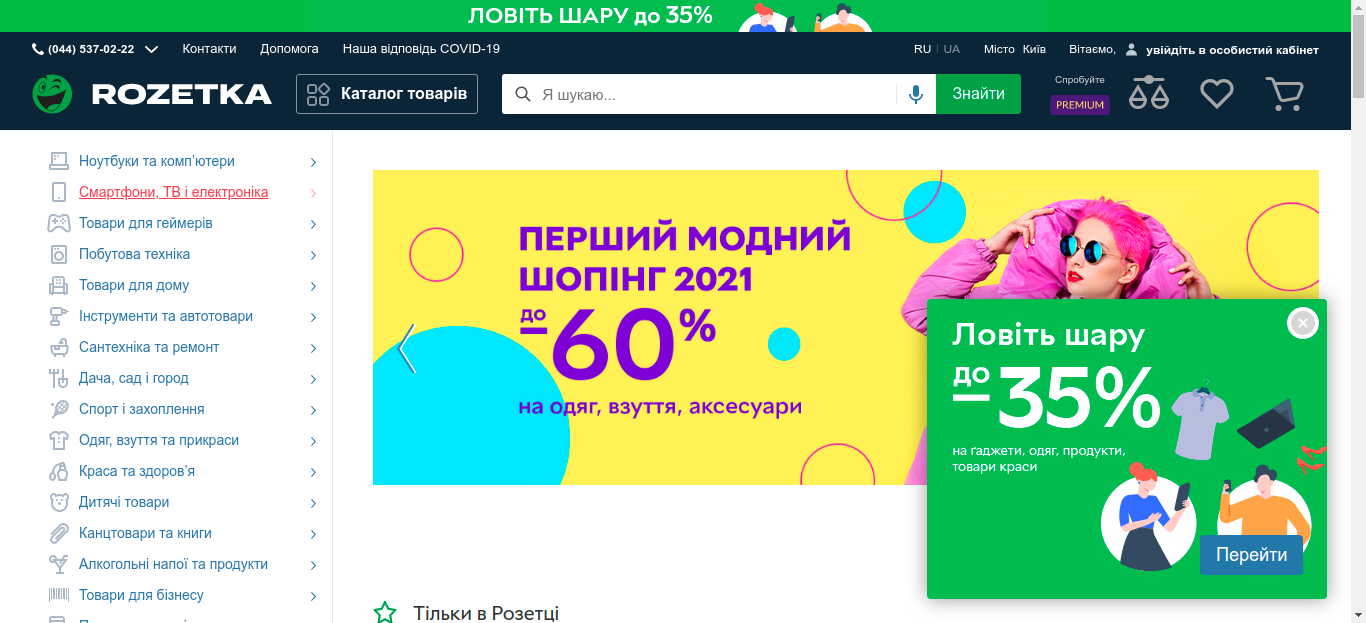 ЛОВІТЬ ШАРУ до 35%
(044) 537-02-22 Контакти Допомога Наша відповідь COVID-19 RU UA Місто Київ Вітаємо, увійдіть в особистий кабінет
ROZETKA Каталог товарів Я шукаю... Знайти Спробуйте
PREMIUM
Ноутбуки та комп'ютери
Смартфони, ТВ і електроніка
Товари для геймерів
Побутова техніка
Товари для дому
Інструменти та автотовари
Сантехніка та ремонт
Дача, сад і город
Спорт і захоплення
Одяг, взуття та прикраси
Краса та здоров'я
Дитячі товари
Канцтовари та книги
Алкогольні напої та продукти
Товари для бізнесу
ПЕРШИЙ МОДНИЙ
ШОПІНГ 2021
до –60%
на одяг, взуття, аксесуари
Ловіть шару
до –35%
на ґаджети, одяг, продукти,
товари краси
Перейти
Тільки в Розетці